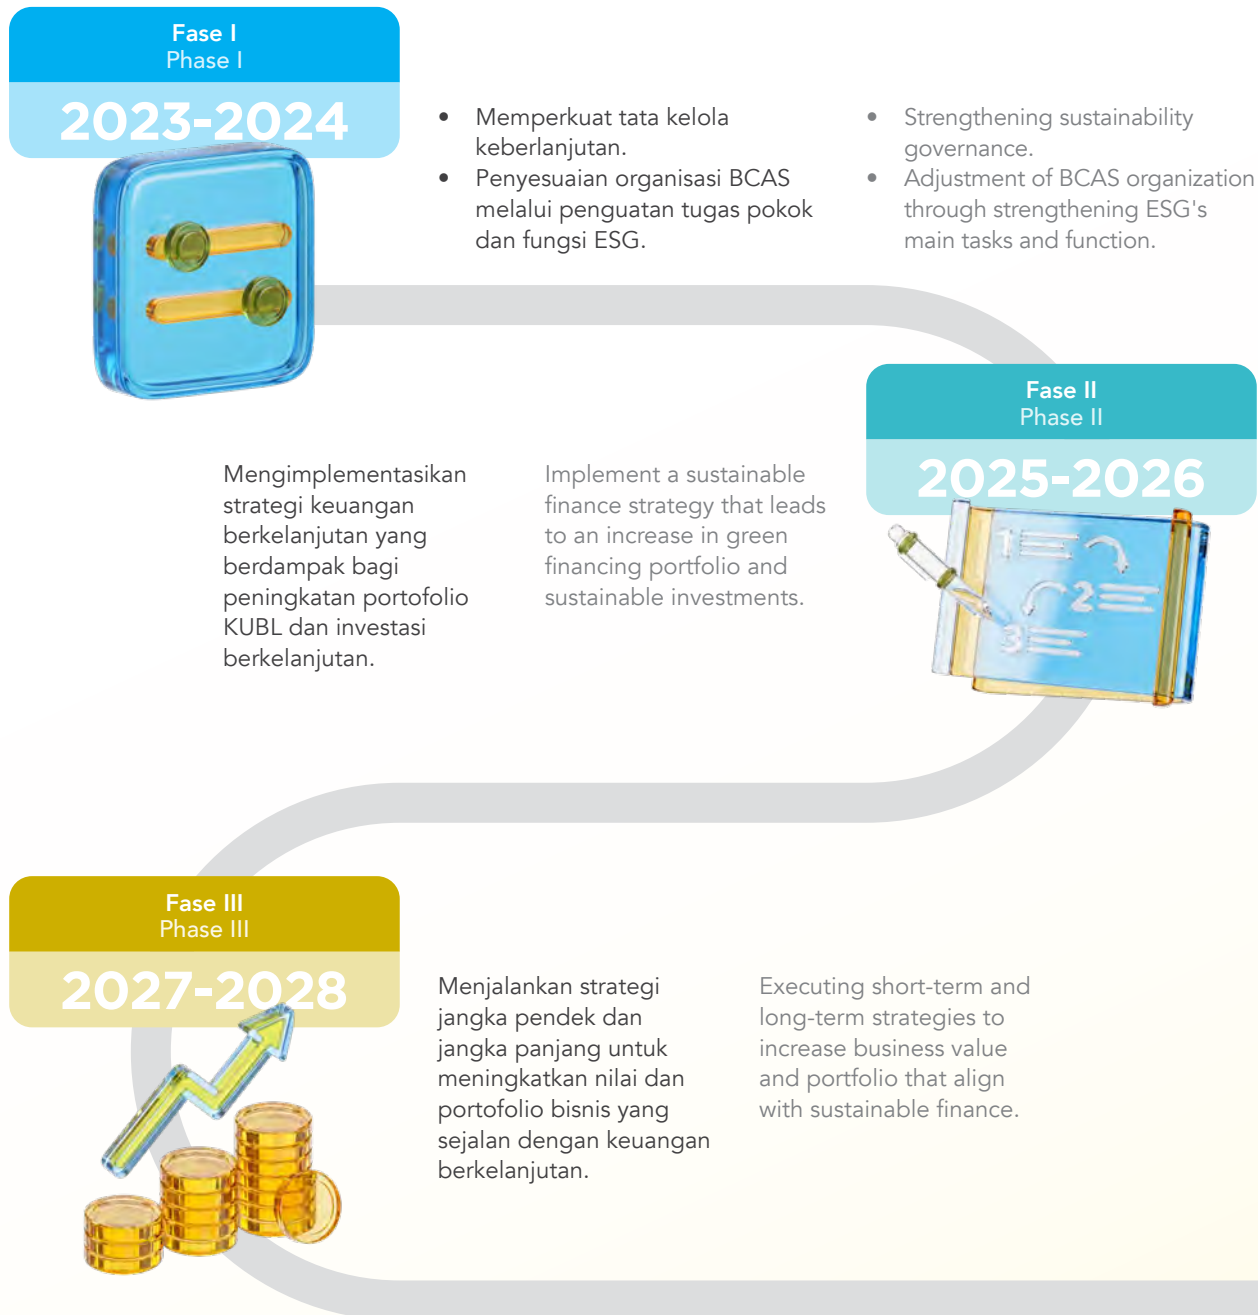 Fase I
Phase I
2023-2024
• Memperkuat tata kelola
keberlanjutan.
• Penyesuaian organisasi BCAS
melalui penguatan tugas pokok
dan fungsi ESG.
• Strengthening sustainability
governance.
• Adjustment of BCAS organization
through strengthening ESG's
main tasks and function.
Fase II
Phase II
2025-2026
1
2
3
Mengimplementasikan
strategi keuangan
berkelanjutan yang
berdampak bagi
peningkatan portofolio
KUBL dan investasi
berkelanjutan.
Implement a sustainable
finance strategy that leads
to an increase in green
financing portfolio and
sustainable investments.
Fase III
Phase III
2027-2028
Menjalankan strategi
jangka pendek dan
jangka panjang untuk
meningkatkan nilai dan
portofolio bisnis yang
sejalan dengan keuangan
berkelanjutan.
Executing short-term and
long-term strategies to
increase business value
and portfolio that align
with sustainable finance.